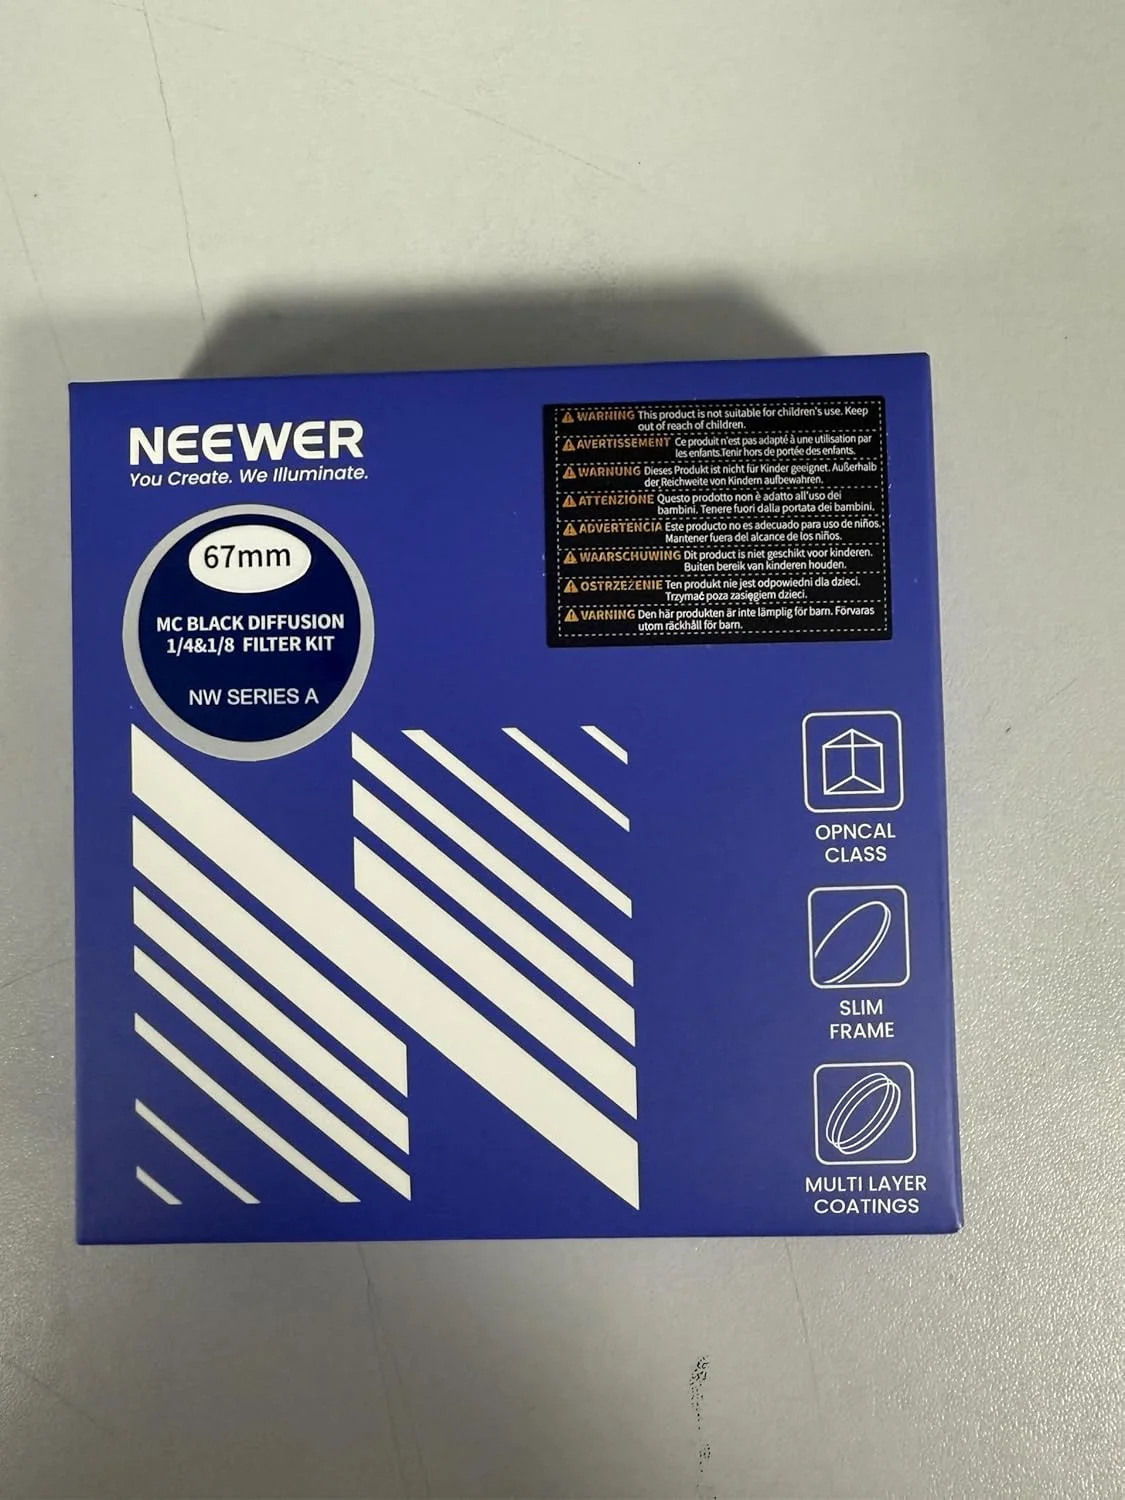 NEEWER
You Create. We Illuminate.
67mm
MC BLACK DIFFUSION
1/4&1/8 FILTER KIT
NW SERIES A
WARNING This product is not suitable for children's use. Keep
out of reach of children.
AVERTISSEMENT Ce produit n'est pas adapté à une utilisation par
les enfants.Tenir hors de portée des enfants.
WARNUNG Dieses Produkt ist nicht für Kinder geeignet. Außerhalb
der Reichweite von Kindern aufbewahren.
ATTENZIONE Questo prodotto non è adatto all'uso dei
bambini. Tenere fuori dalla portata dei bambini.
ADVERTENCIA Este producto no es adecuado para uso de niños.
Mantener fuera del alcance de los niños.
WAARSCHUWING Dit product is niet geschikt voor kinderen.
Buiten bereik van kinderen houden.
OSTRZEŻENIE Ten produkt nie jest odpowiedni dla dzieci.
Trzymać poza zasięgiem dzieci.
VARNING Den här produkten är inte lämplig för barn. Förvaras
utom räckhåll för barn.
OPNCAL
CLASS
SLIM
FRAME
MULTI LAYER
COATINGS